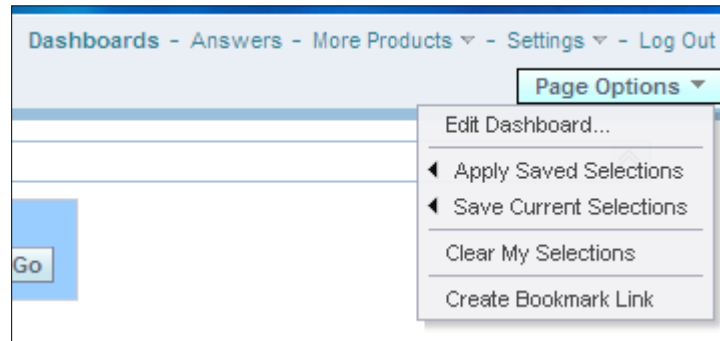 Dashboards - Answers - More Products - Settings - Log Out
Page Options
Edit Dashboard...
Apply Saved Selections
Save Current Selections
Clear My Selections
Go
Create Bookmark Link